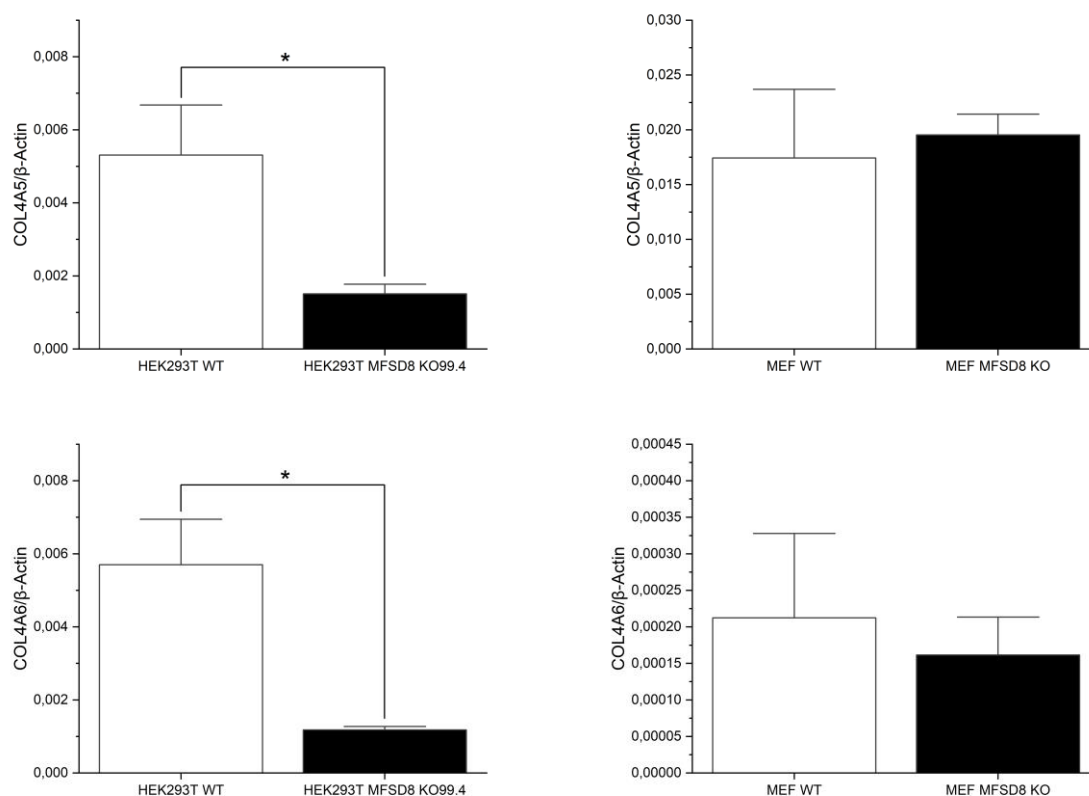 COL4A5/β-Actin
0,008
0,006
0,004
0,002
0,000
*
HEK293T WT
HEK293T MFSD8 KO99.4
COL4A5/β-Actin
0,030
0,025
0,020
0,015
0,010
0,005
0,000
MEF WT
MEF MFSD8 KO
COL4A6/β-Actin
0,008
0,006
0,004
0,002
0,000
*
HEK293T WT
HEK293T MFSD8 KO99.4
COL4A6/β-Actin
0,00045
0,00040
0,00035
0,00030
0,00025
0,00020
0,00015
0,00010
0,00005
0,00000
MEF WT
MEF MFSD8 KO